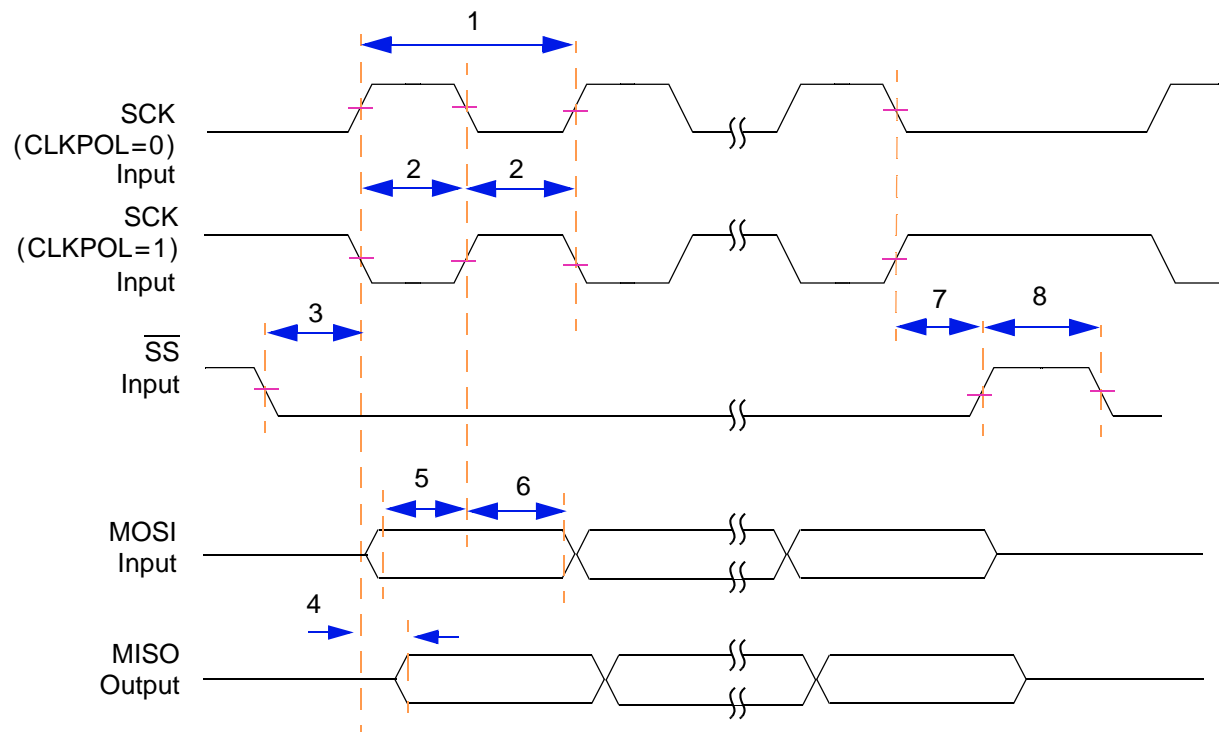 1
SCK
(CLKPOL=0)
Input
2 2
SCK
(CLKPOL=1)
Input
3 7 8
SS
Input
5 6
MOSI
Input
4
MISO
Output